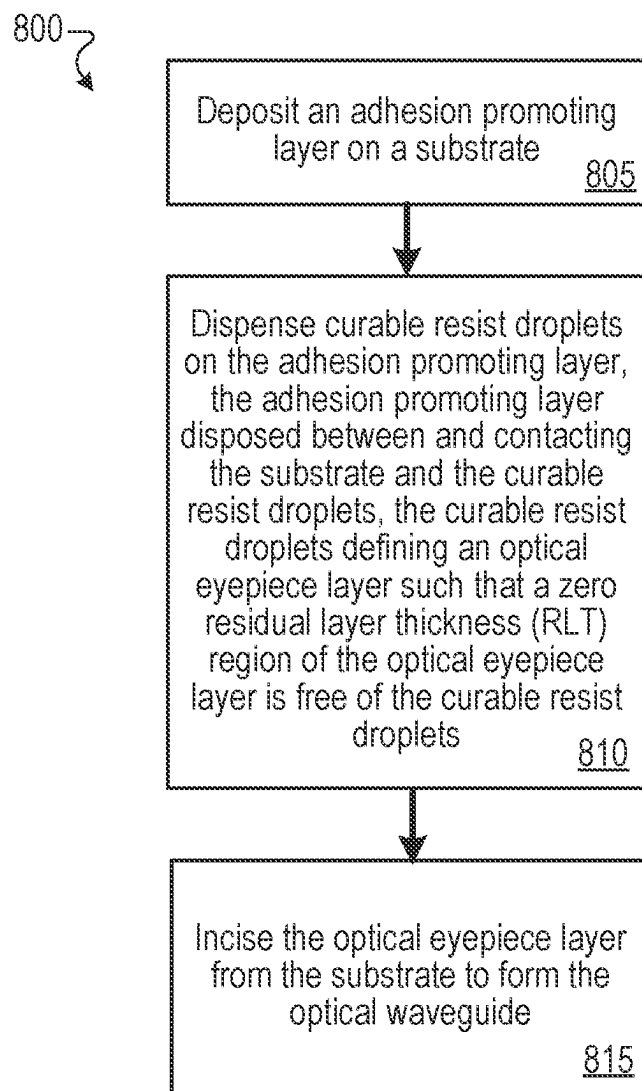 800
Deposit an adhesion promoting
layer on a substrate
805
Dispense curable resist droplets
on the adhesion promoting layer,
the adhesion promoting layer
disposed between and contacting
the substrate and the curable
resist droplets, the curable resist
droplets defining an optical
eyepiece layer such that a zero
residual layer thickness (RLT)
region of the optical eyepiece
layer is free of the curable resist
droplets
810
Incise the optical eyepiece layer
from the substrate to form the
optical waveguide
815